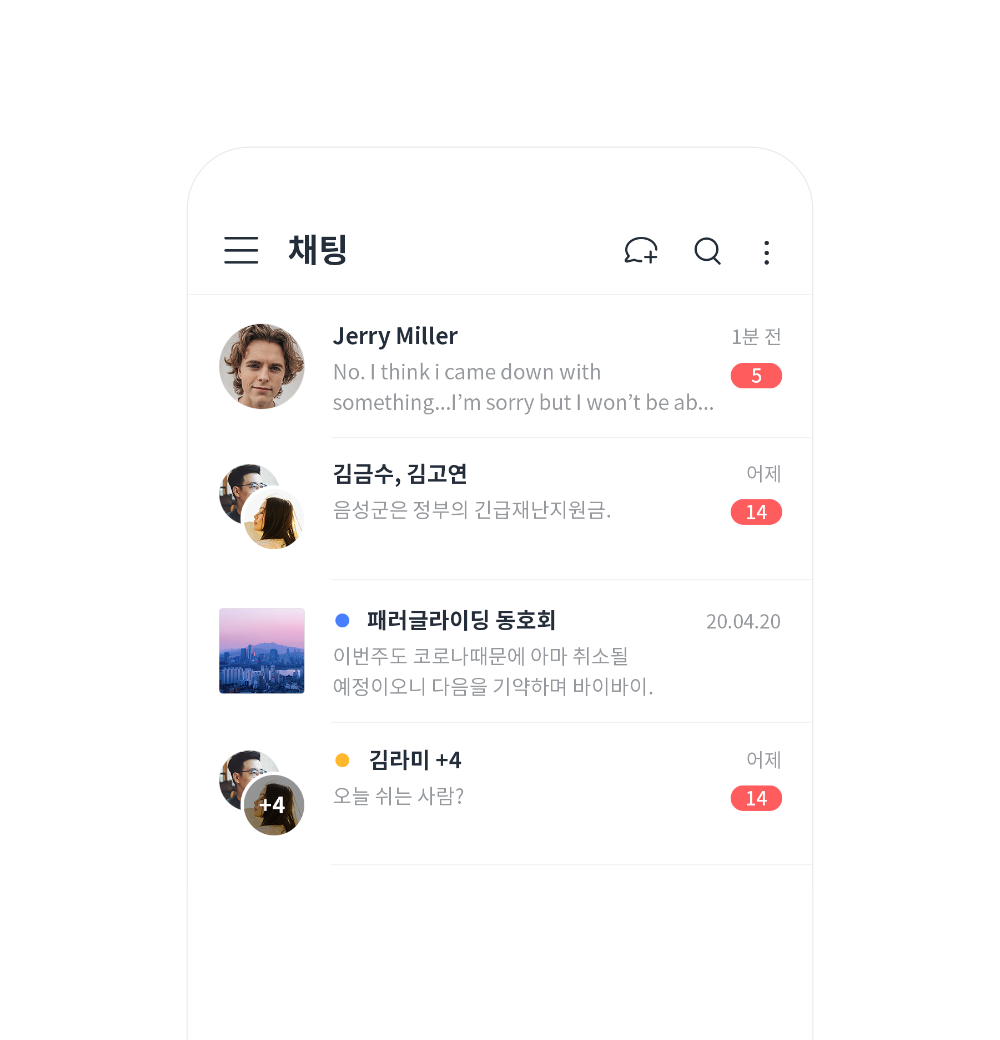 채팅
Jerry Miller
1분 전
No. I think i came down with
5
something...I’m sorry but I won’t be ab...
김금수, 김고연
어제
음성군은 정부의 긴급재난지원금.
14
패러글라이딩 동호회
20.04.20
이번주도 코로나때문에 아마 취소될
예정이오니 다음을 기약하며 바이바이.
김라미 +4
어제
오늘 쉬는 사람?
14
+4